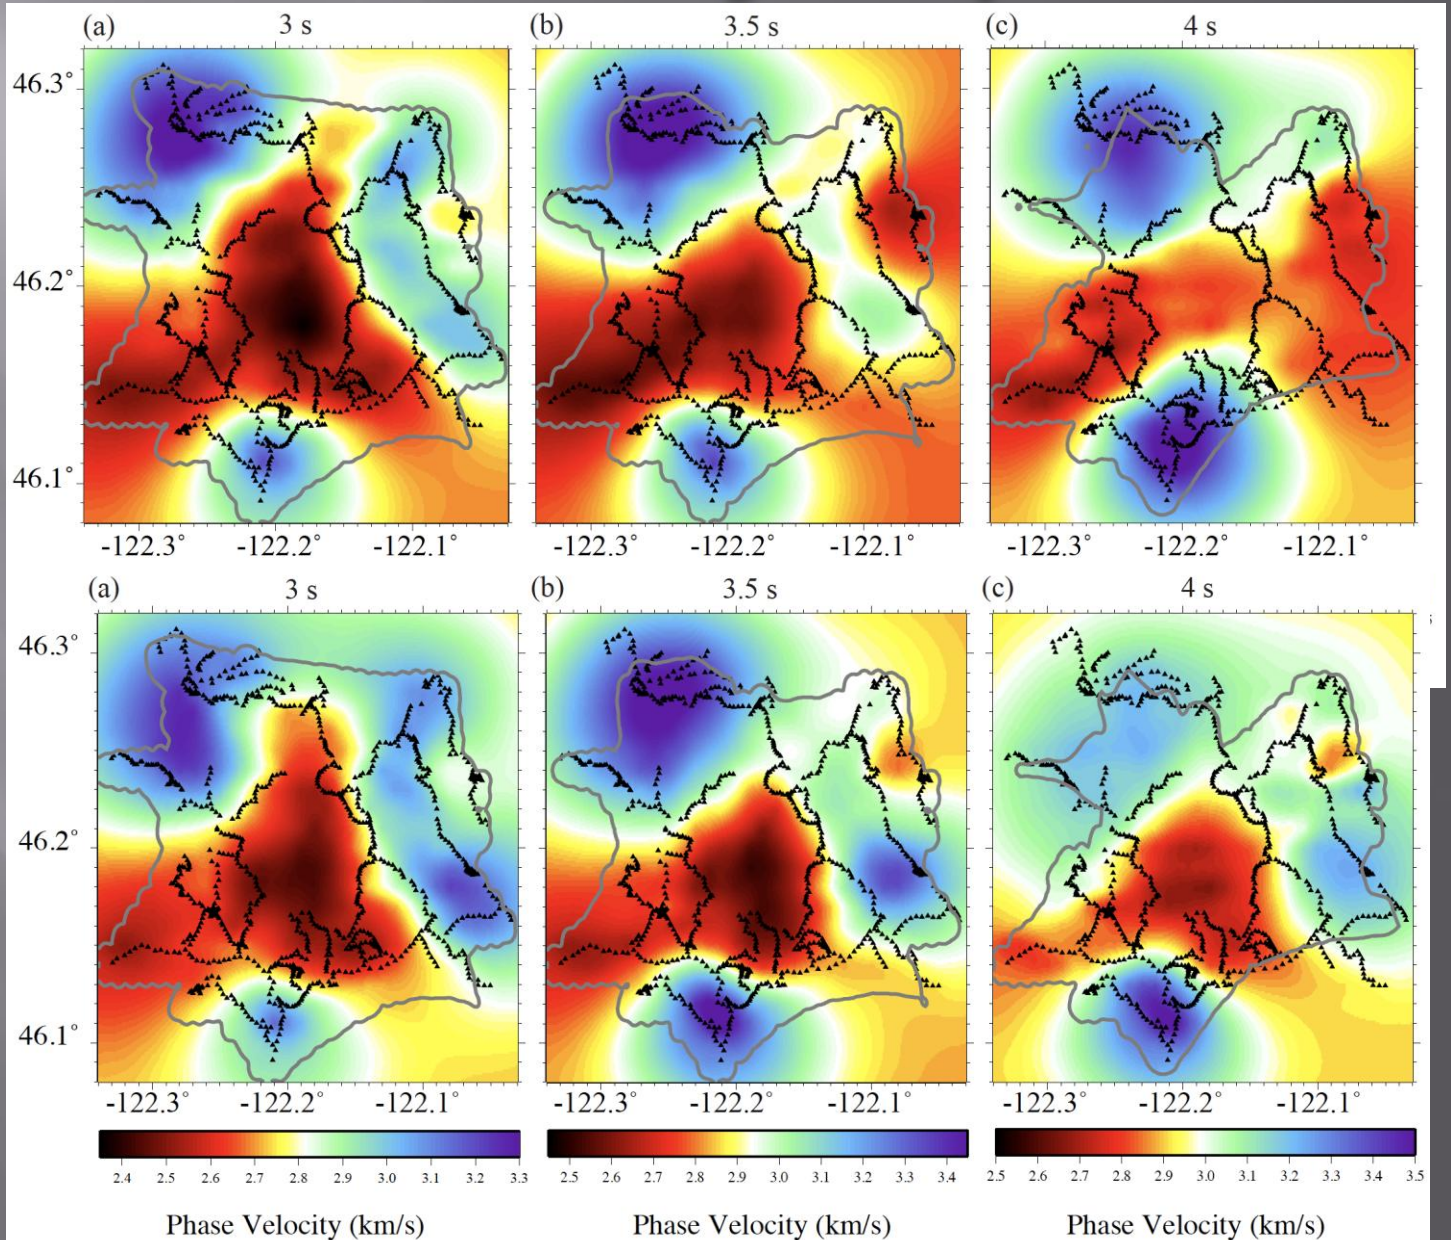 (a) 3 s
(b) 3.5 s
(c) 4 s
46.3°
46.2°
46.1°
-122.3° -122.2° -122.1°
-122.3° -122.2° -122.1°
-122.3° -122.2° -122.1°
(a) 3 s
(b) 3.5 s
(c) 4 s
s
46.3°
46.2°
46.1°
-122.3° -122.2° -122.1°
-122.3° -122.2° -122.1°
-122.3° -122.2° -122.1°
2.4 2.5 2.6 2.7 2.8 2.9 3.0 3.1 3.2 3.3
2.5 2.6 2.7 2.8 2.9 3.0 3.1 3.2 3.3 3.4
2.5 2.6 2.7 2.8 2.9 3.0 3.1 3.2 3.3 3.4 3.5
Phase Velocity (km/s)
Phase Velocity (km/s)
Phase Velocity (km/s)